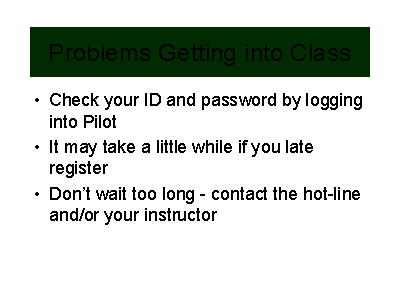 Problems Getting into Class
• Check your ID and password by logging
into Pilot
• It may take a little while if you late
register
• Don’t wait too long - contact the hot-line
and/or your instructor